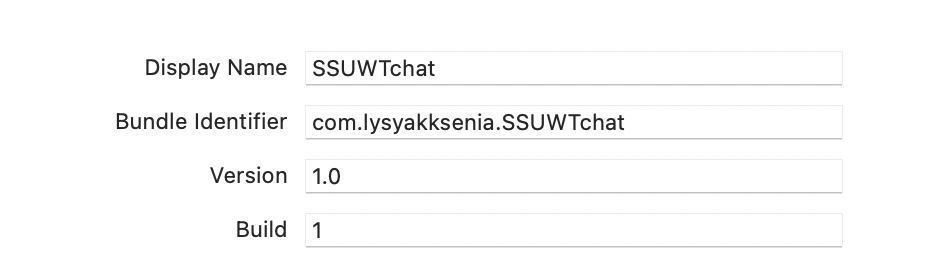 Display Name SSUWTchat
Bundle Identifier com.lysyakksenia.SSUWTchat
Version 1.0
Build 1